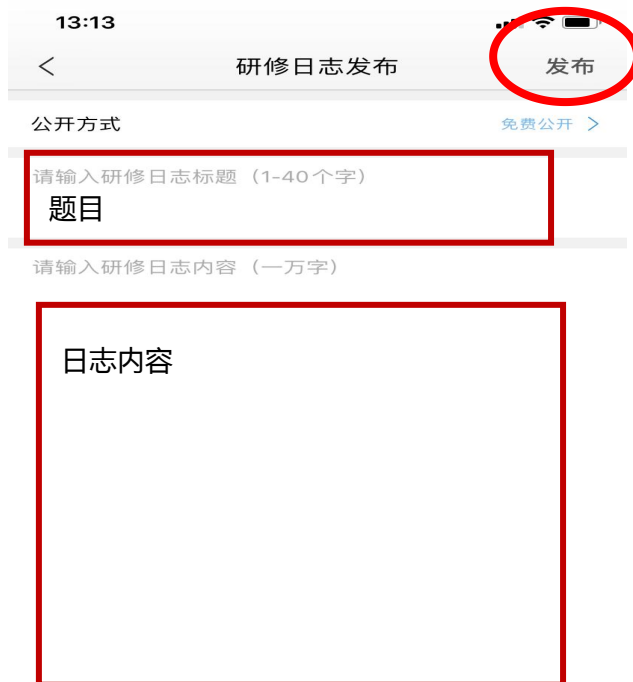 13:13
研修日志发布 发布
公开方式 免费公开
请输入研修日志标题（1-40个字）
题目
请输入研修日志内容（一万字）
日志内容